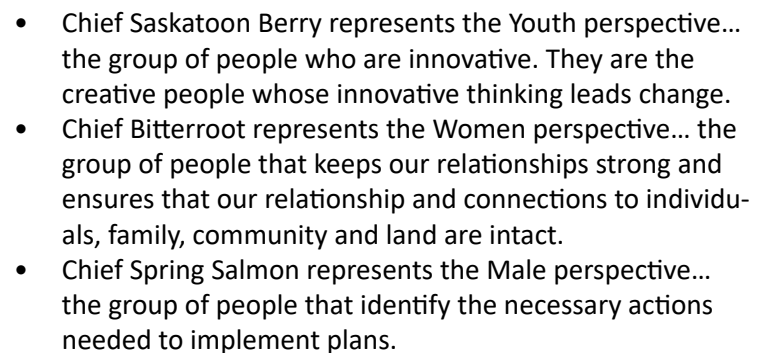 • Chief Saskatoon Berry represents the Youth perspective…
the group of people who are innovative. They are the
creative people whose innovative thinking leads change.
• Chief Bitterroot represents the Women perspective… the
group of people that keeps our relationships strong and
ensures that our relationship and connections to individu-
als, family, community and land are intact.
• Chief Spring Salmon represents the Male perspective…
the group of people that identify the necessary actions
needed to implement plans.